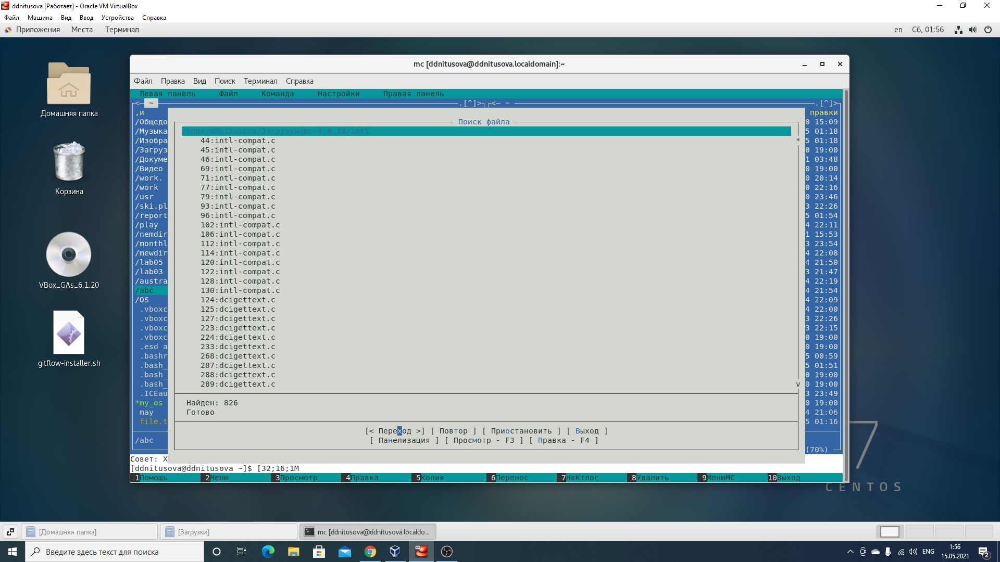 ddnitusova [Работает] - Oracle VM VirtualBox
Файл Машина Вид Ввод Устройства Справка
Приложения Места Терминал en Сб, 01:56
Домашняя папка
Корзина
VBox_GAs_6.1.20
gitflow-installer.sh
mc [ddnitusova@ddnitusova.localdomain]:~
Файл Правка Вид Поиск Терминал Справка
Левая панель Файл Команда Настройки Правая панель
<─ ~ .[^]> <─ ~ .[^]>
,и правки
/Общедо 0 15:09
/Музыка 5 01:18
/Изобра 5 01:18
/Загруз 0 19:00
/Докуме 1 03:48
/Видео 0 19:00
/work. 0 20:14
/work 0 22:16
/usr 0 23:46
/ski.pl 3 22:26
/report 5 01:54
/play 4 22:11
/nemdir 1 15:53
/monthl 3 23:54
/mewdir 4 22:08
/lab05 4 21:50
/lab03 3 21:47
/austra 4 22:19
/abc 4 21:54
/OS 4 22:09
.vboxc 4 22:00
.vboxc 3 22:26
.vboxc 3 22:15
.vboxc 0 19:00
.esd_a 0 19:00
.bashr 5 00:59
.bash_ 5 01:51
.bash_ 0 19:00
.bash_ 0 19:00
.ICEau 3 23:49
*my_os 0 19:00
may 4 21:06
file.t 5 01:16
/abc
(70%)
Поиск файла
/home/ddnitusova/Загрузки/mc-4.8.14/intl
44:intl-compat.c
45:intl-compat.c
46:intl-compat.c
69:intl-compat.c
71:intl-compat.c
77:intl-compat.c
79:intl-compat.c
93:intl-compat.c
96:intl-compat.c
102:intl-compat.c
106:intl-compat.c
112:intl-compat.c
114:intl-compat.c
120:intl-compat.c
122:intl-compat.c
128:intl-compat.c
130:intl-compat.c
124:dcigettext.c
125:dcigettext.c
127:dcigettext.c
223:dcigettext.c
224:dcigettext.c
233:dcigettext.c
268:dcigettext.c
287:dcigettext.c
288:dcigettext.c
289:dcigettext.c
Найден: 826
Готово
[< Переход >] [ Повтор ] [ Приостановить ] [ Выход ]
[ Панелизация ] [ Просмотр - F3 ] [ Правка - F4 ]
Совет: Х
[ddnitusova@ddnitusova ~]$ [32;16;1M
1Помощь 2Меню 3Просмотр 4Правка 5Копия 6Перенос 7НвКтлог 8Удалить 9МенюМС 10Выход
7
CENTOS
[Домашняя папка] [Загрузки] mc [ddnitusova@ddnitusova.localdo...
Введите здесь текст для поиска
64
ENG
1:56
15.05.2021
2